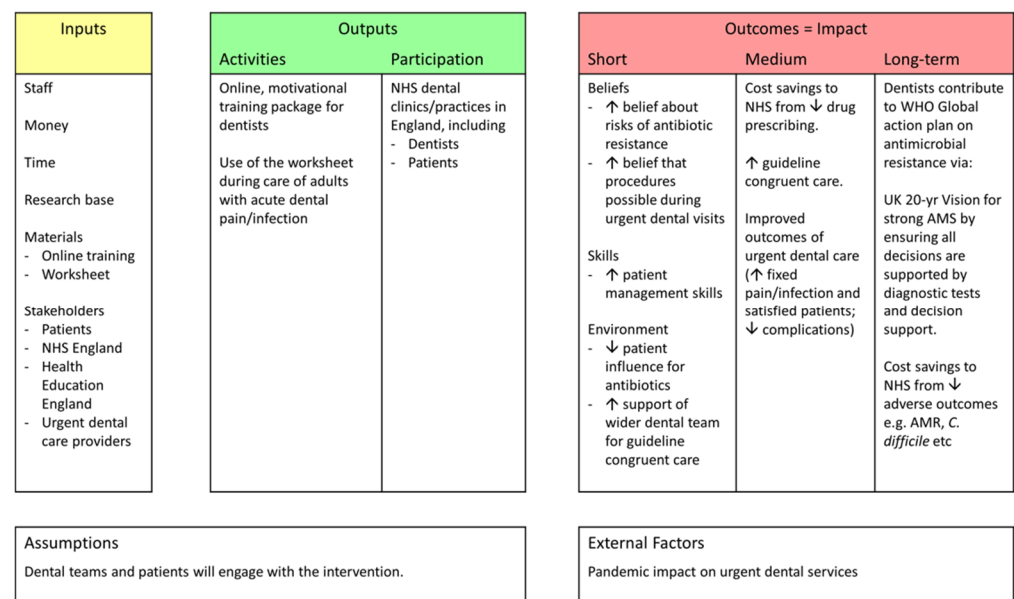 Inputs
Staff
Money
Time
Research base
Materials
- Online training
- Worksheet
Stakeholders
- Patients
- NHS England
- Health
Education
England
- Urgent dental
care providers
Outputs
Activities
Online, motivational
training package for
dentists
Use of the worksheet
during care of adults
with acute dental
pain/infection
Participation
NHS dental
clinics/practices in
England, including
- Dentists
- Patients
Outcomes = Impact
Short
Beliefs
- ↑ belief about
risks of antibiotic
resistance
- ↑ belief that
procedures
possible during
urgent dental visits
Skills
- ↑ patient
management skills
Environment
- ↓ patient
influence for
antibiotics
- ↑ support of
wider dental team
for guideline
congruent care
Medium
Cost savings to
NHS from ↓ drug
prescribing.
↑ guideline
congruent care.
Improved
outcomes of
urgent dental care
(↑ fixed
pain/infection and
satisfied patients;
↓ complications)
Long-term
Dentists contribute
to WHO Global
action plan on
antimicrobial
resistance via:
UK 20-yr Vision for
strong AMS by
ensuring all
decisions are
supported by
diagnostic tests
and decision
support.
Cost savings to
NHS from ↓
adverse outcomes
e.g. AMR, C.
difficile etc
Assumptions
Dental teams and patients will engage with the intervention.
External Factors
Pandemic impact on urgent dental services